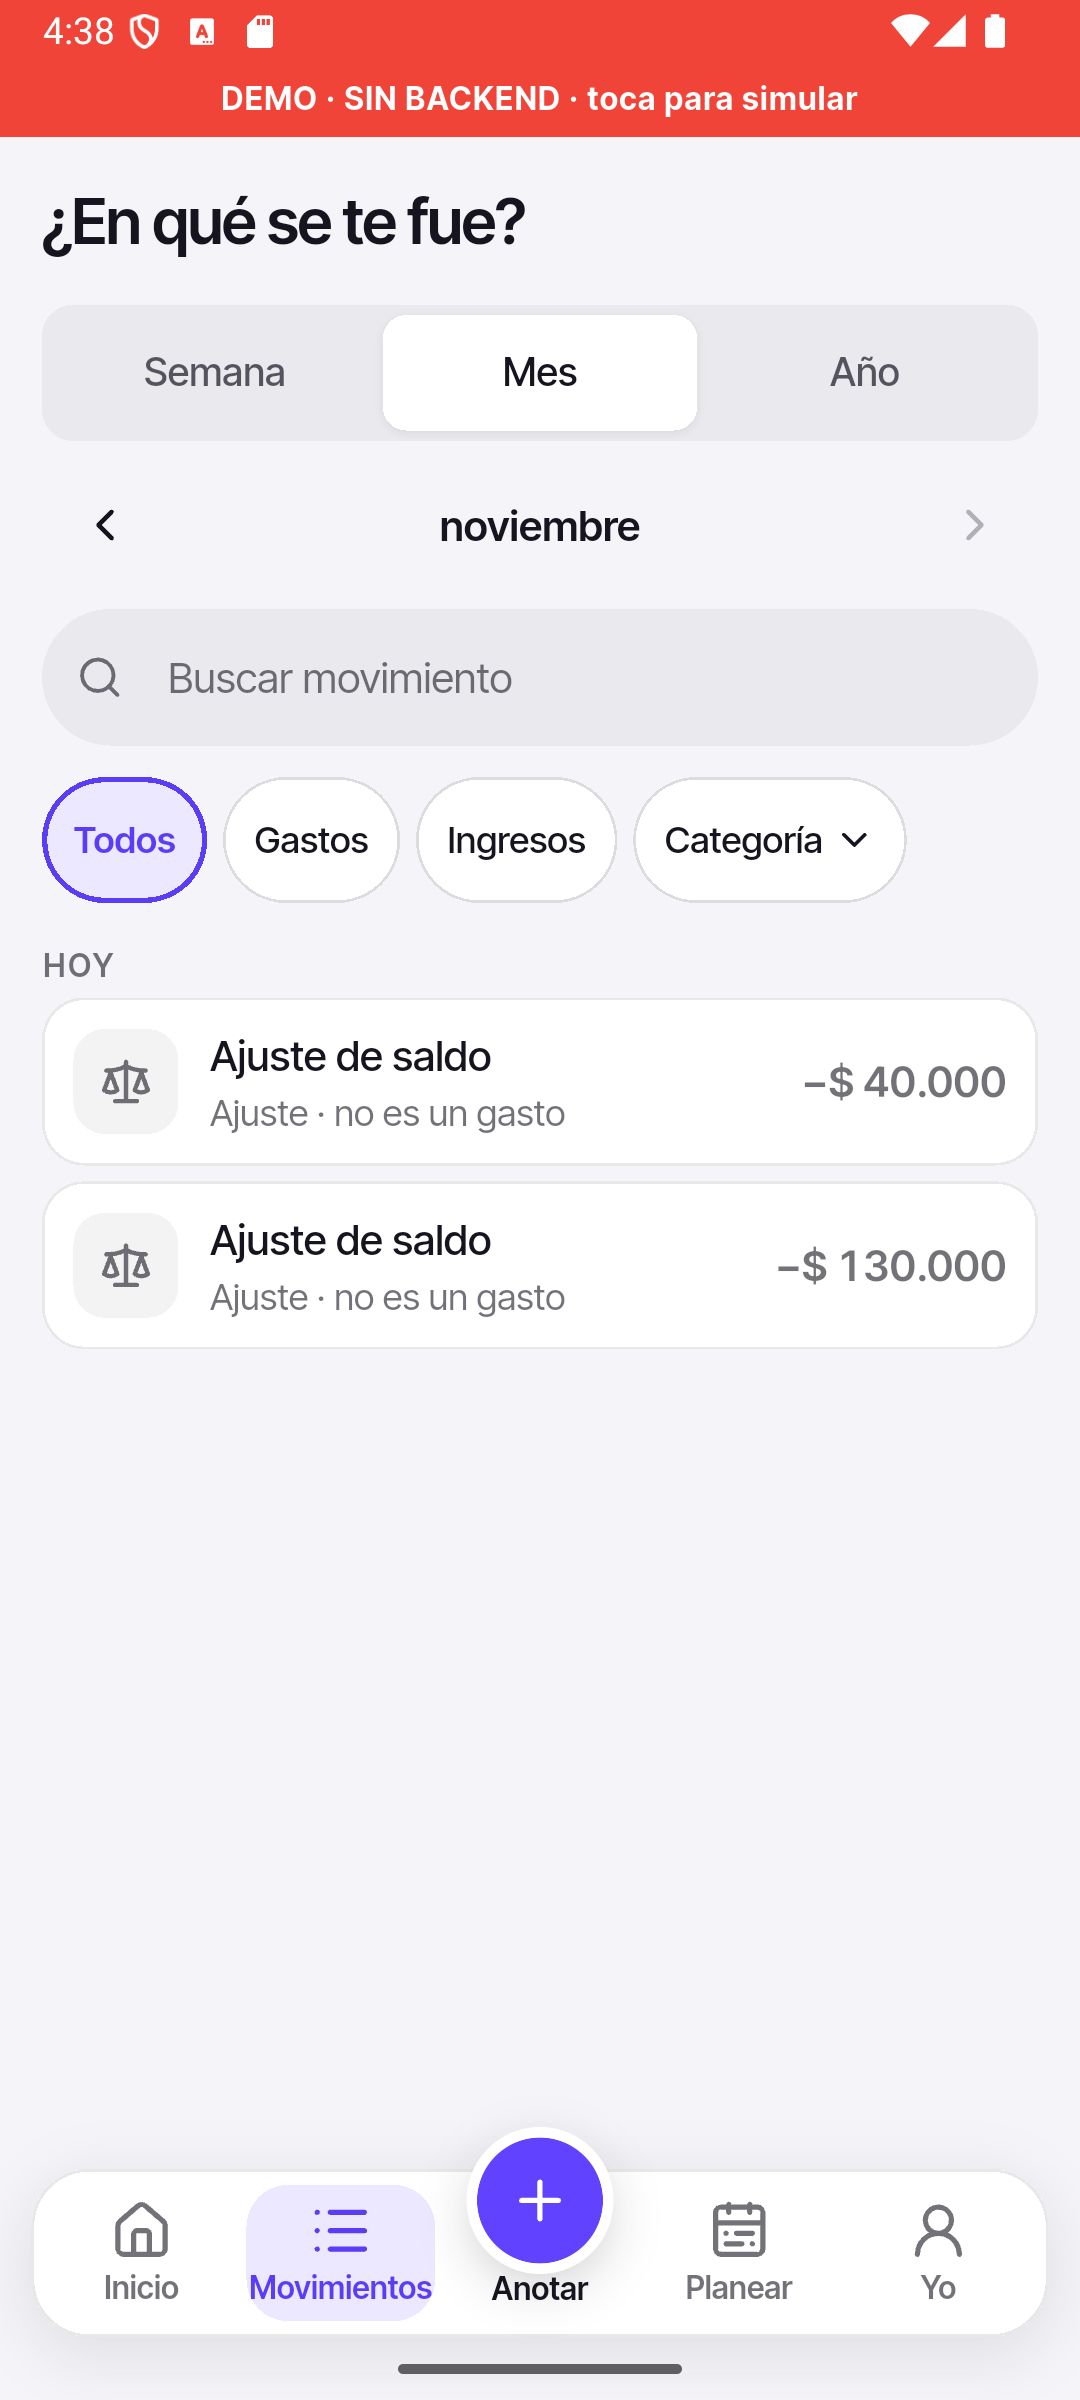 4:38
DEMO · SIN BACKEND · toca para simular
¿En qué se te fue?
Semana
Mes
Año
noviembre
Buscar movimiento
Todos
Gastos
Ingresos
Categoría
HOY
Ajuste de saldo
Ajuste · no es un gasto
–$ 40.000
Ajuste de saldo
Ajuste · no es un gasto
–$ 130.000
Inicio
Movimientos
Anotar
Planear
Yo